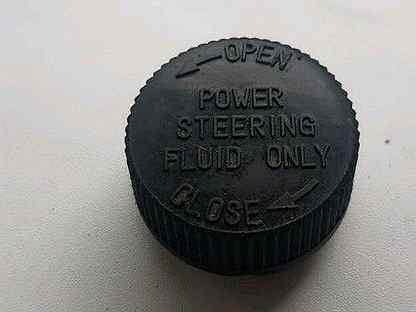 OPEN
POWER
STEERING
FLUID ONLY
CLOSE